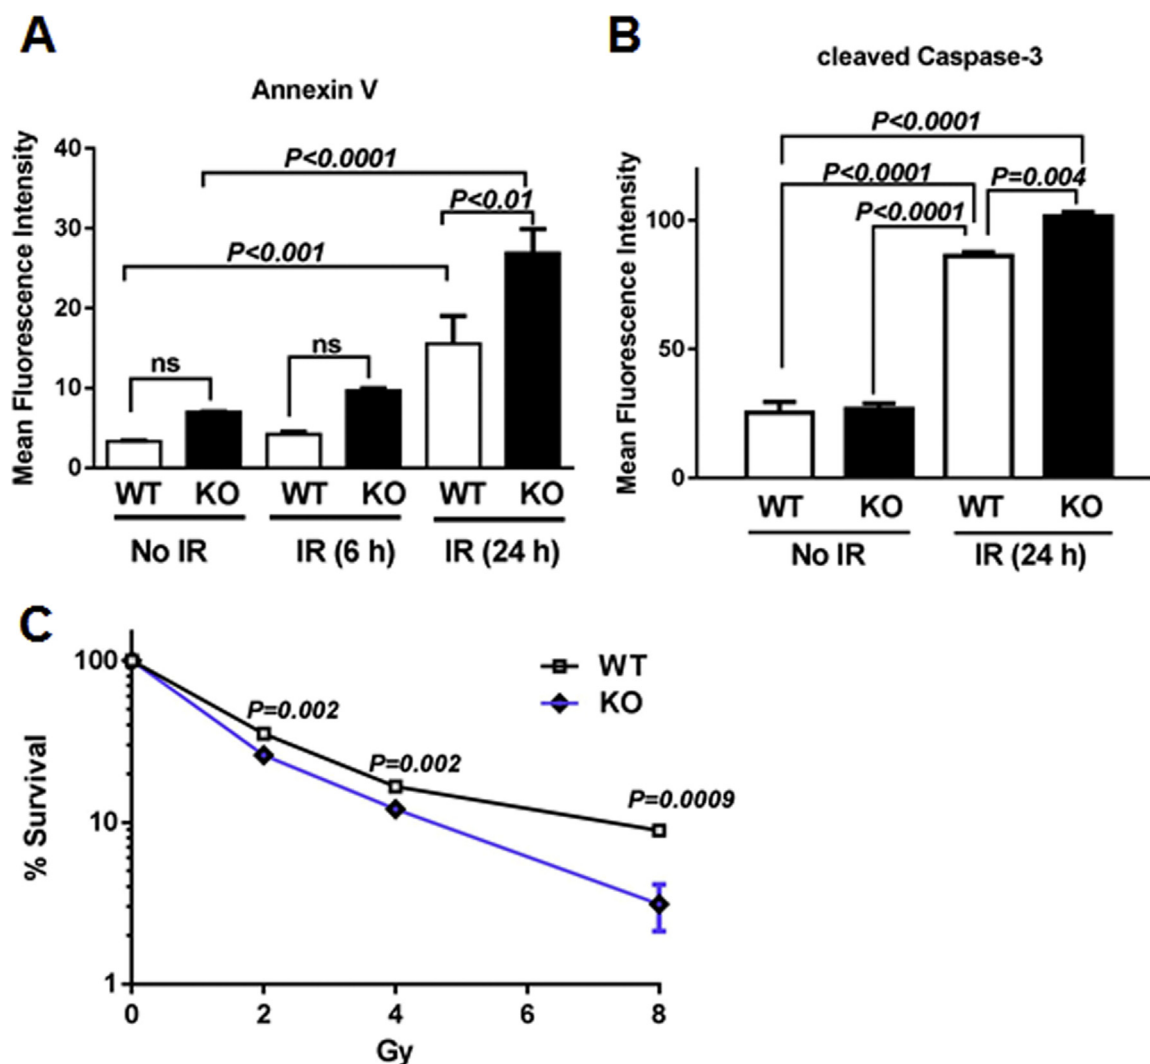 A
Annexin V
Mean Fluorescence Intensity
40
30
20
10
0
P<0.0001
P<0.01
P<0.001
ns
ns
WT KO WT KO WT KO
No IR IR (6 h) IR (24 h)
B
cleaved Caspase-3
Mean Fluorescence Intensity
100
50
0
P<0.0001
P<0.0001
P=0.004
P<0.0001
WT KO WT KO
No IR IR (24 h)
C
% Survival
100
10
1
WT
KO
P=0.002
P=0.002
P=0.0009
0 2 4 6 8
Gy